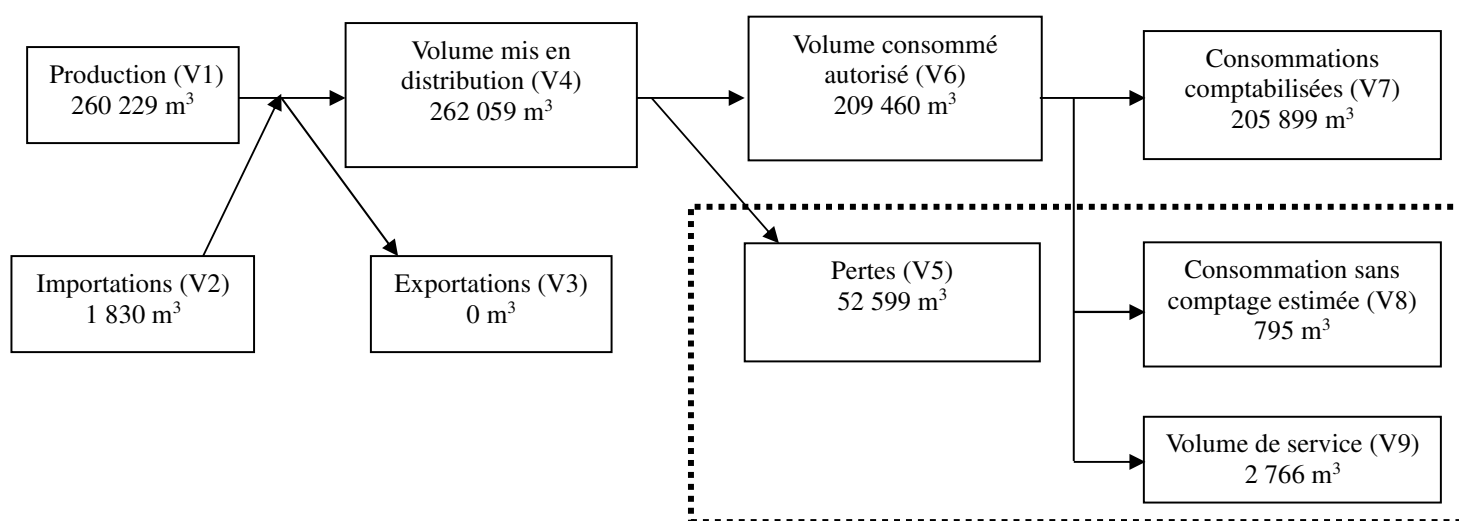 Production (V1)
260 229 m³
Volume mis en
distribution (V4)
262 059 m³
Volume consommé
autorisé (V6)
209 460 m³
Consommations
comptabilisées (V7)
205 899 m³
Importations (V2)
1 830 m³
Exportations (V3)
0 m³
Pertes (V5)
52 599 m³
Consommation sans
comptage estimée (V8)
795 m³
Volume de service (V9)
2 766 m³